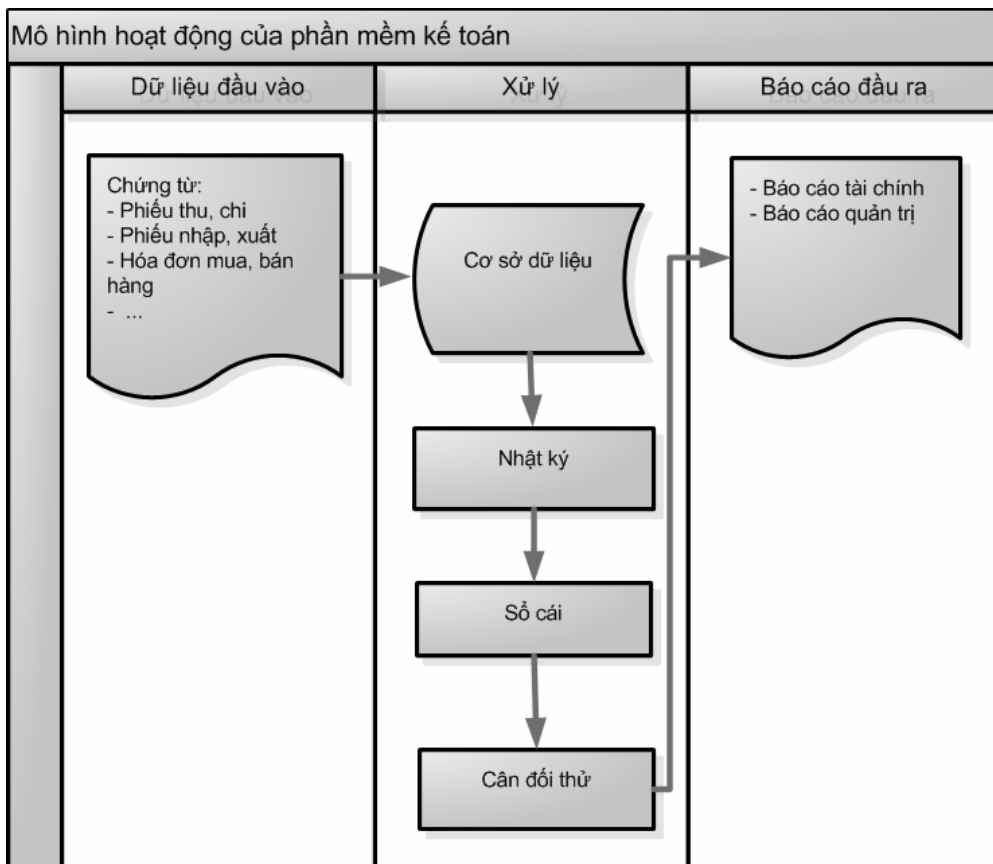 Mô hình hoạt động của phần mềm kế toán
Dữ liệu đầu vào
Xử lý
Báo cáo đầu ra
Chứng từ:
- Phiếu thu, chi
- Phiếu nhập, xuất
- Hóa đơn mua, bán
hàng
- ...
Cơ sở dữ liệu
Nhật ký
Sổ cái
Cân đối thử
- Báo cáo tài chính
- Báo cáo quản trị